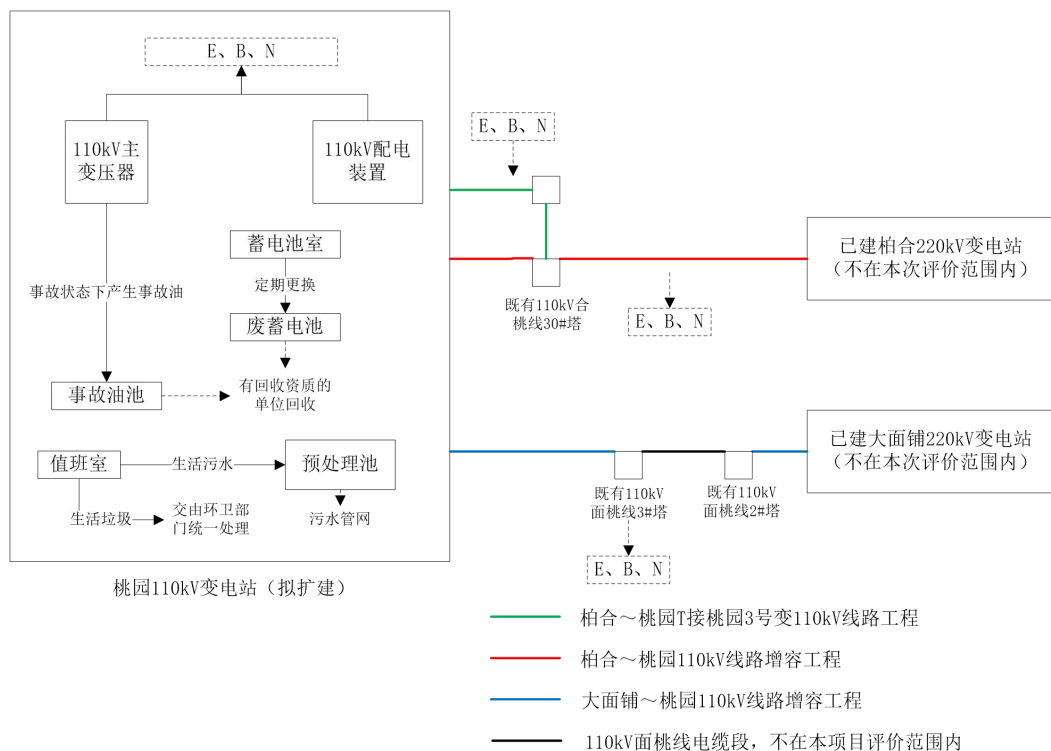 E、B、N
110kV主
变压器
110kV配电
装置
蓄电池室
定期更换
废蓄电池
事故状态下产生事故油
事故油池
有回收资质的
单位回收
值班室
生活污水
预处理池
生活垃圾
交由环卫部
门统一处理
污水管网
桃园110kV变电站（拟扩建）
E、B、N
既有110kV合
桃线30#塔
E、B、N
已建柏合220kV变电站
（不在本次评价范围内）
已建大面铺220kV变电站
（不在本次评价范围内）
既有110kV
面桃线3#塔
既有110kV
面桃线2#塔
E、B、N
柏合～桃园T接桃园3号变110kV线路工程
柏合～桃园110kV线路增容工程
大面铺～桃园110kV线路增容工程
110kV面桃线电缆段，不在本项目评价范围内